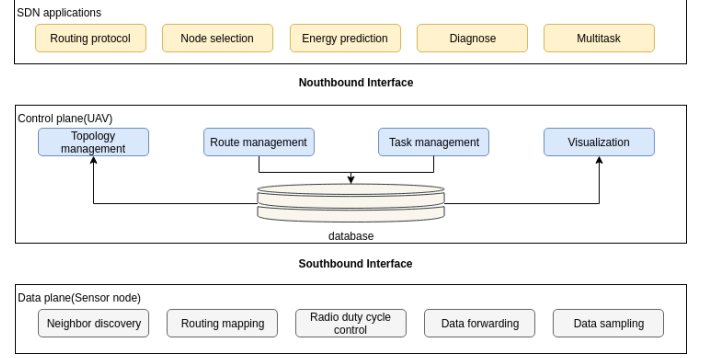 SDN applications
Routing protocol
Node selection
Energy prediction
Diagnose
Multitask
Nouthbound Interface
Control plane(UAV)
Topology
management
Route management
Task management
Visualization
database
Southbound Interface
Data plane(Sensor node)
Neighbor discovery
Routing mapping
Radio duty cycle
control
Data forwarding
Data sampling